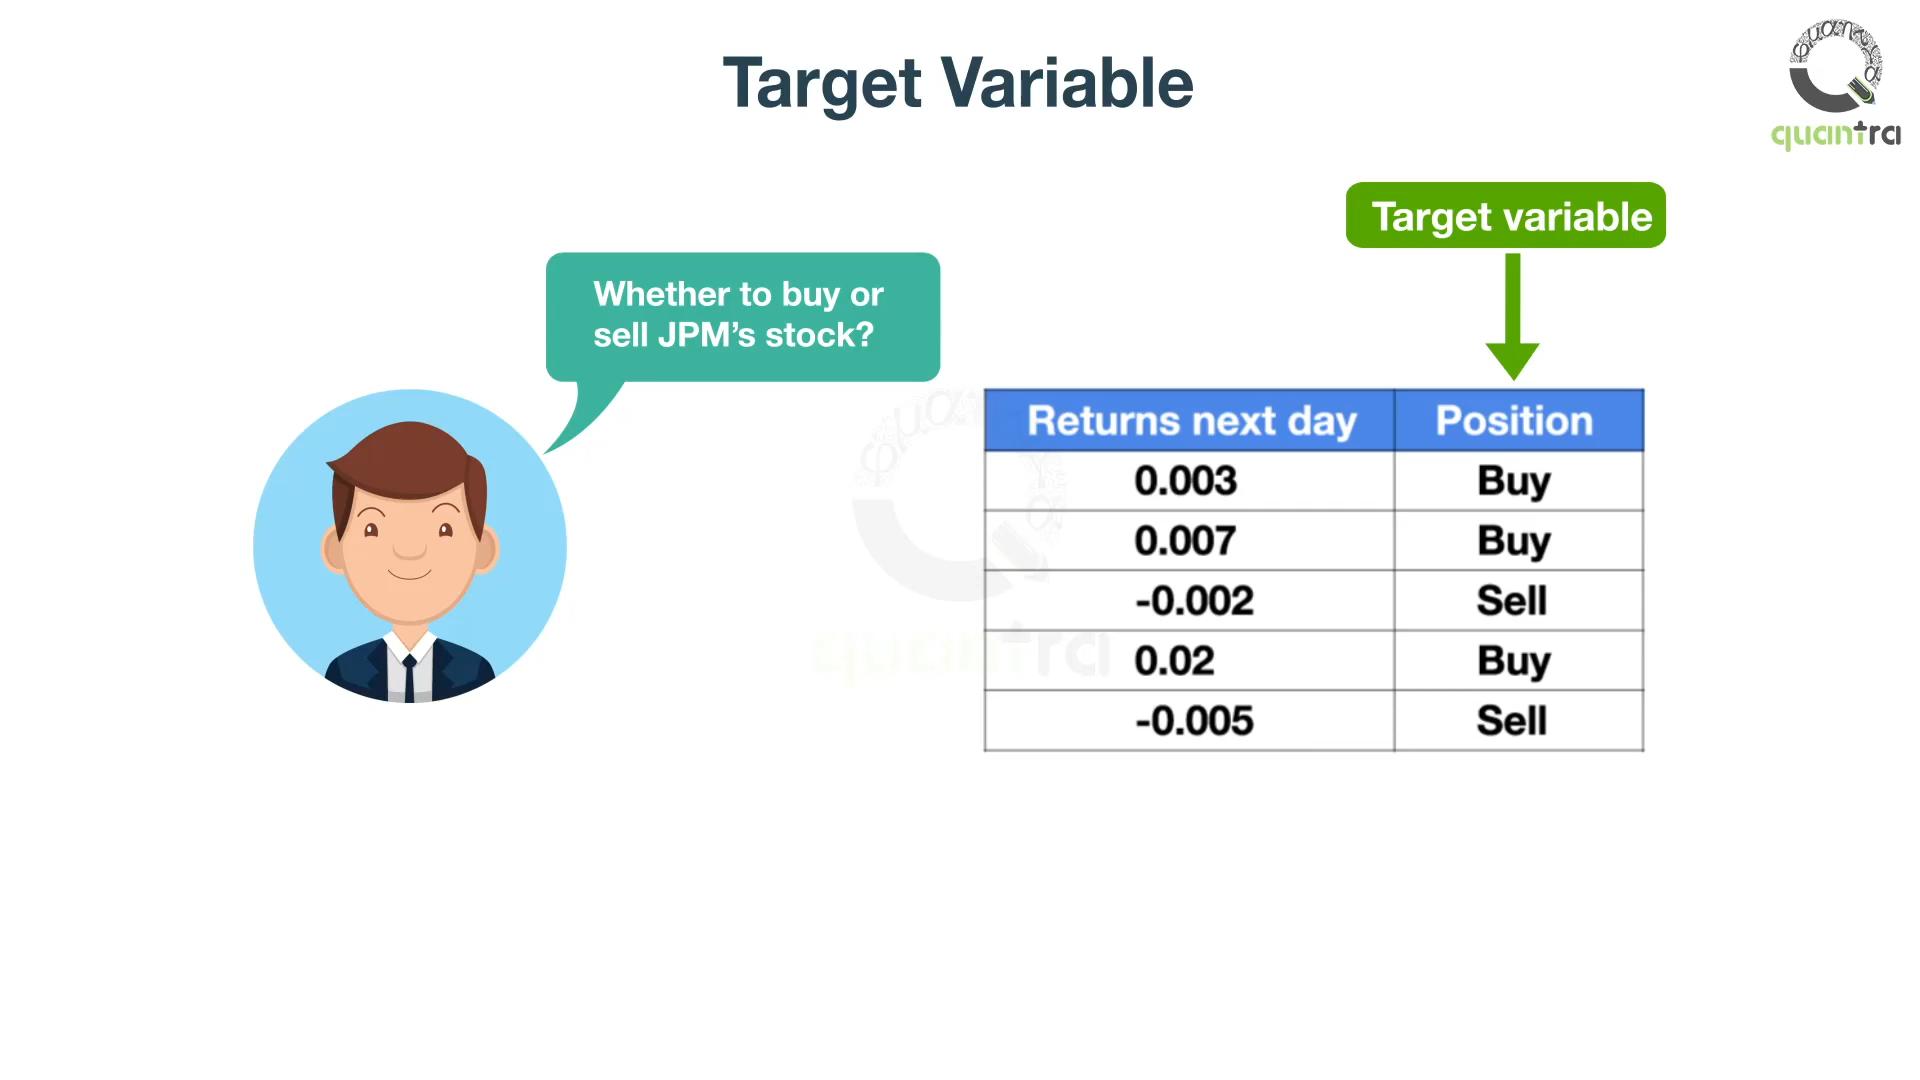 Target Variable
quantra
Target variable
Whether to buy or
sell JPM’s stock?
Returns next day Position
0.003 Buy
0.007 Buy
-0.002 Sell
0.02 Buy
-0.005 Sell
quantra